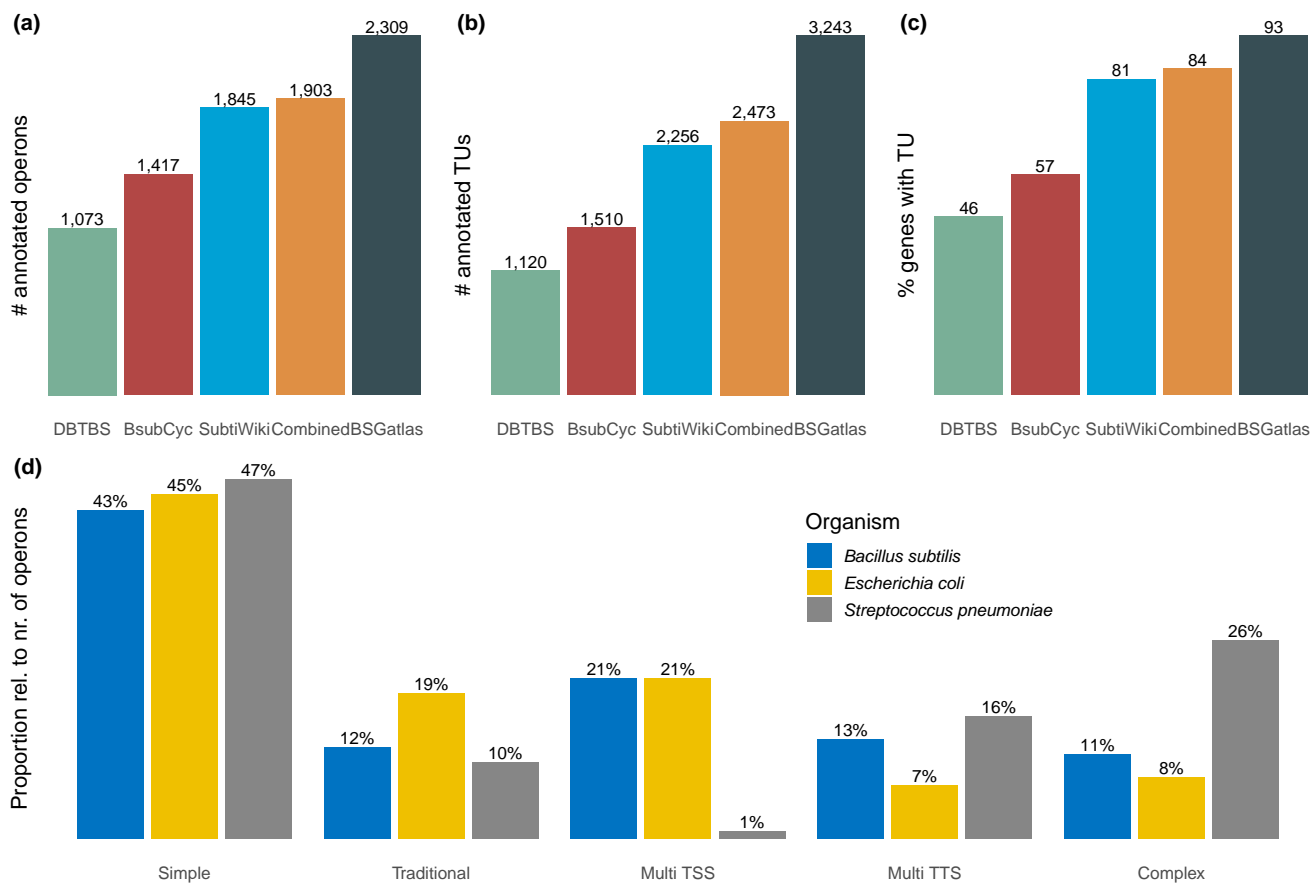 (a)
# annotated operons
1,073
1,417
1,845
1,903
2,309
DBTBS BsubCyc SubtiWiki Combined BSGatlas
(b)
# annotated TUs
1,120
1,510
2,256
2,473
3,243
DBTBS BsubCyc SubtiWiki Combined BSGatlas
(c)
% genes with TU
46
57
81
84
93
DBTBS BsubCyc SubtiWiki Combined BSGatlas
(d)
Proportion rel. to nr. of operons
43% 45% 47%
12% 19% 10%
21% 21% 1%
13% 7% 16%
11% 8% 26%
Organism
Bacillus subtilis
Escherichia coli
Streptococcus pneumoniae
Simple Traditional Multi TSS Multi TTS Complex